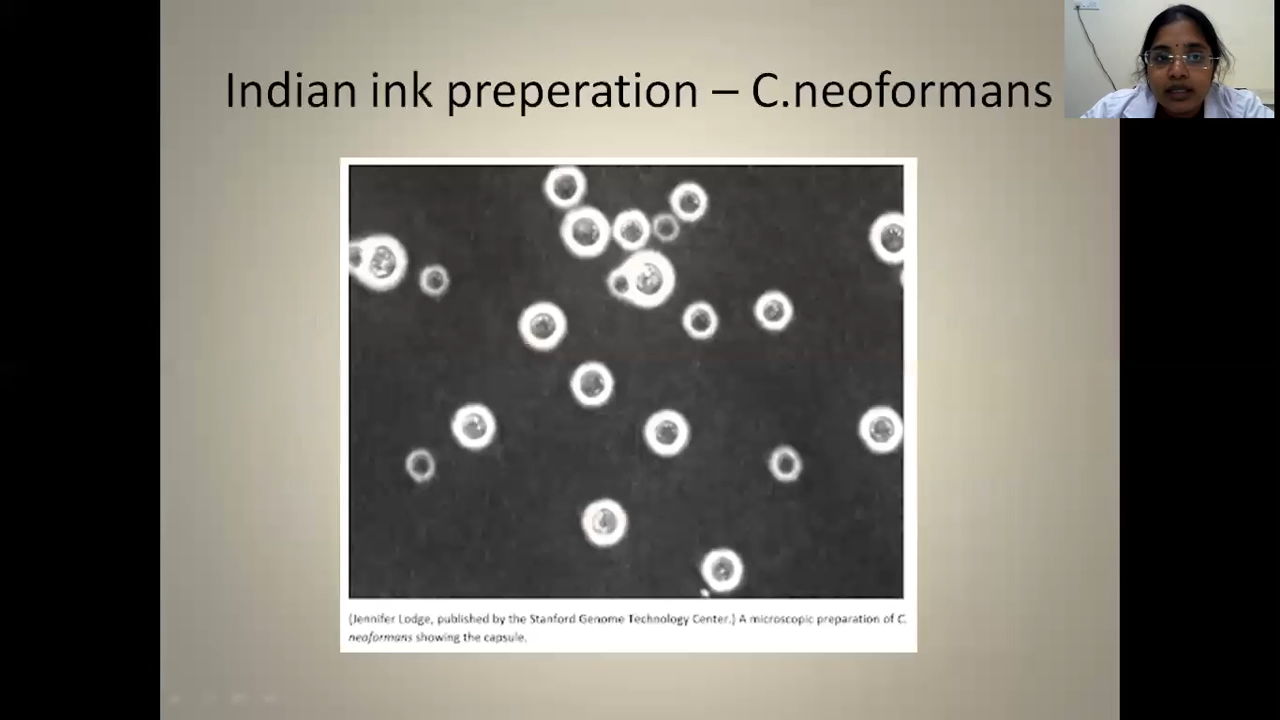 Indian ink preperation – C.neoformans
(Jennifer Lodge, published by the Stanford Genome Technology Center.) A microscopic preparation of C.
neoformans showing the capsule.